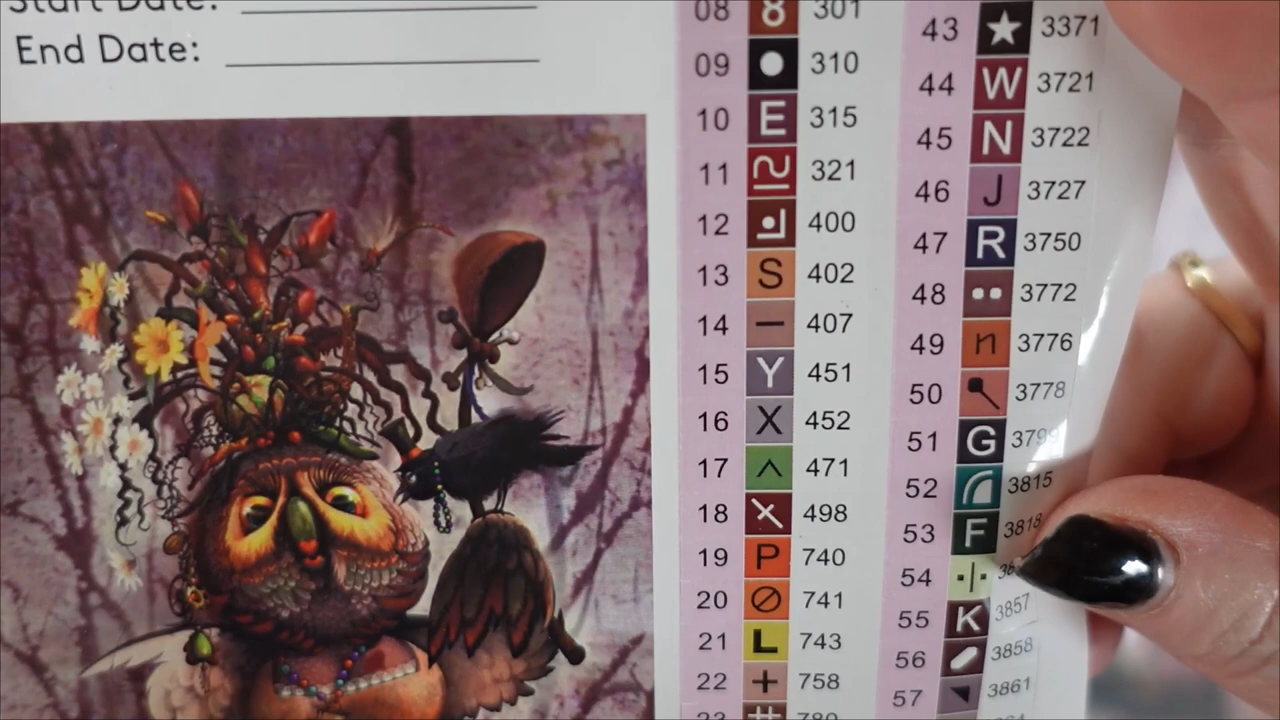 Start Date:
End Date:
08 8 301
09 310
10 E 315
11 321
12 400
13 S 402
14 − 407
15 Y 451
16 X 452
17 ^ 471
18 498
19 P 740
20 ⊘ 741
21 L 743
22 + 758
23 # 780
43 ★ 3371
44 W 3721
45 N 3722
46 J 3727
47 R 3750
48 •• 3772
49 n 3776
50 3778
51 G 3799
52 3815
53 F 3818
54 ·|·
55 K 3857
56 3858
57 ◥ 3861